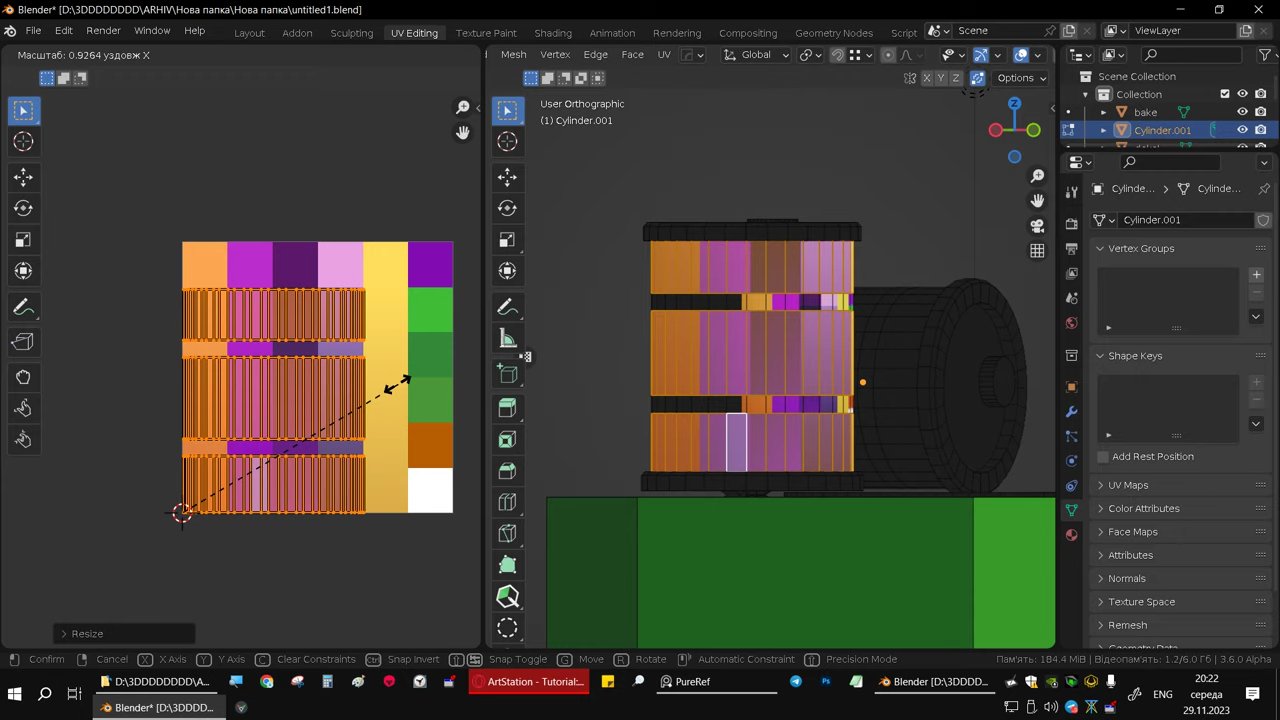 Blender* [D:\3DDDDDDDD\ARHIV\Нова папка\Нова папка\untitled1.blend]
File Edit Render Window Help Layout Modeling Sculpting UV Editing Texture Paint Shading Animation Rendering Compositing Geometry Nodes Script Scene ViewLayer
Масштаб: 0.9264 уздовж X
Mesh Vertex Edge Face UV Global
X Y Z Options
Scene Collection
Collection
bake
Cylinder.001
User Orthographic
(1) Cylinder.001
Z
Cylinde... Cylinde...
Cylinder.001
Vertex Groups
Shape Keys
Add Rest Position
UV Maps
Color Attributes
Face Maps
Attributes
Normals
Texture Space
Remesh
Geometry Data
Resize
Confirm Cancel X X Axis Y Y Axis C Clear Constraints Ctrl Snap Invert Snap Toggle G Move R Rotate Automatic Constraint Precision Mode
Пам'ять: 184.4 MiB | Відеопам'ять: 1.2/6.0 Гб | 3.6.0 Alpha
D:\3DDDDDDDD\A... ArtStation - Tutorial:... PureRef Ps Blender [D:\3DDDD...
Blender* [D:\3DDDD...
ENG
20:22
середа
29.11.2023